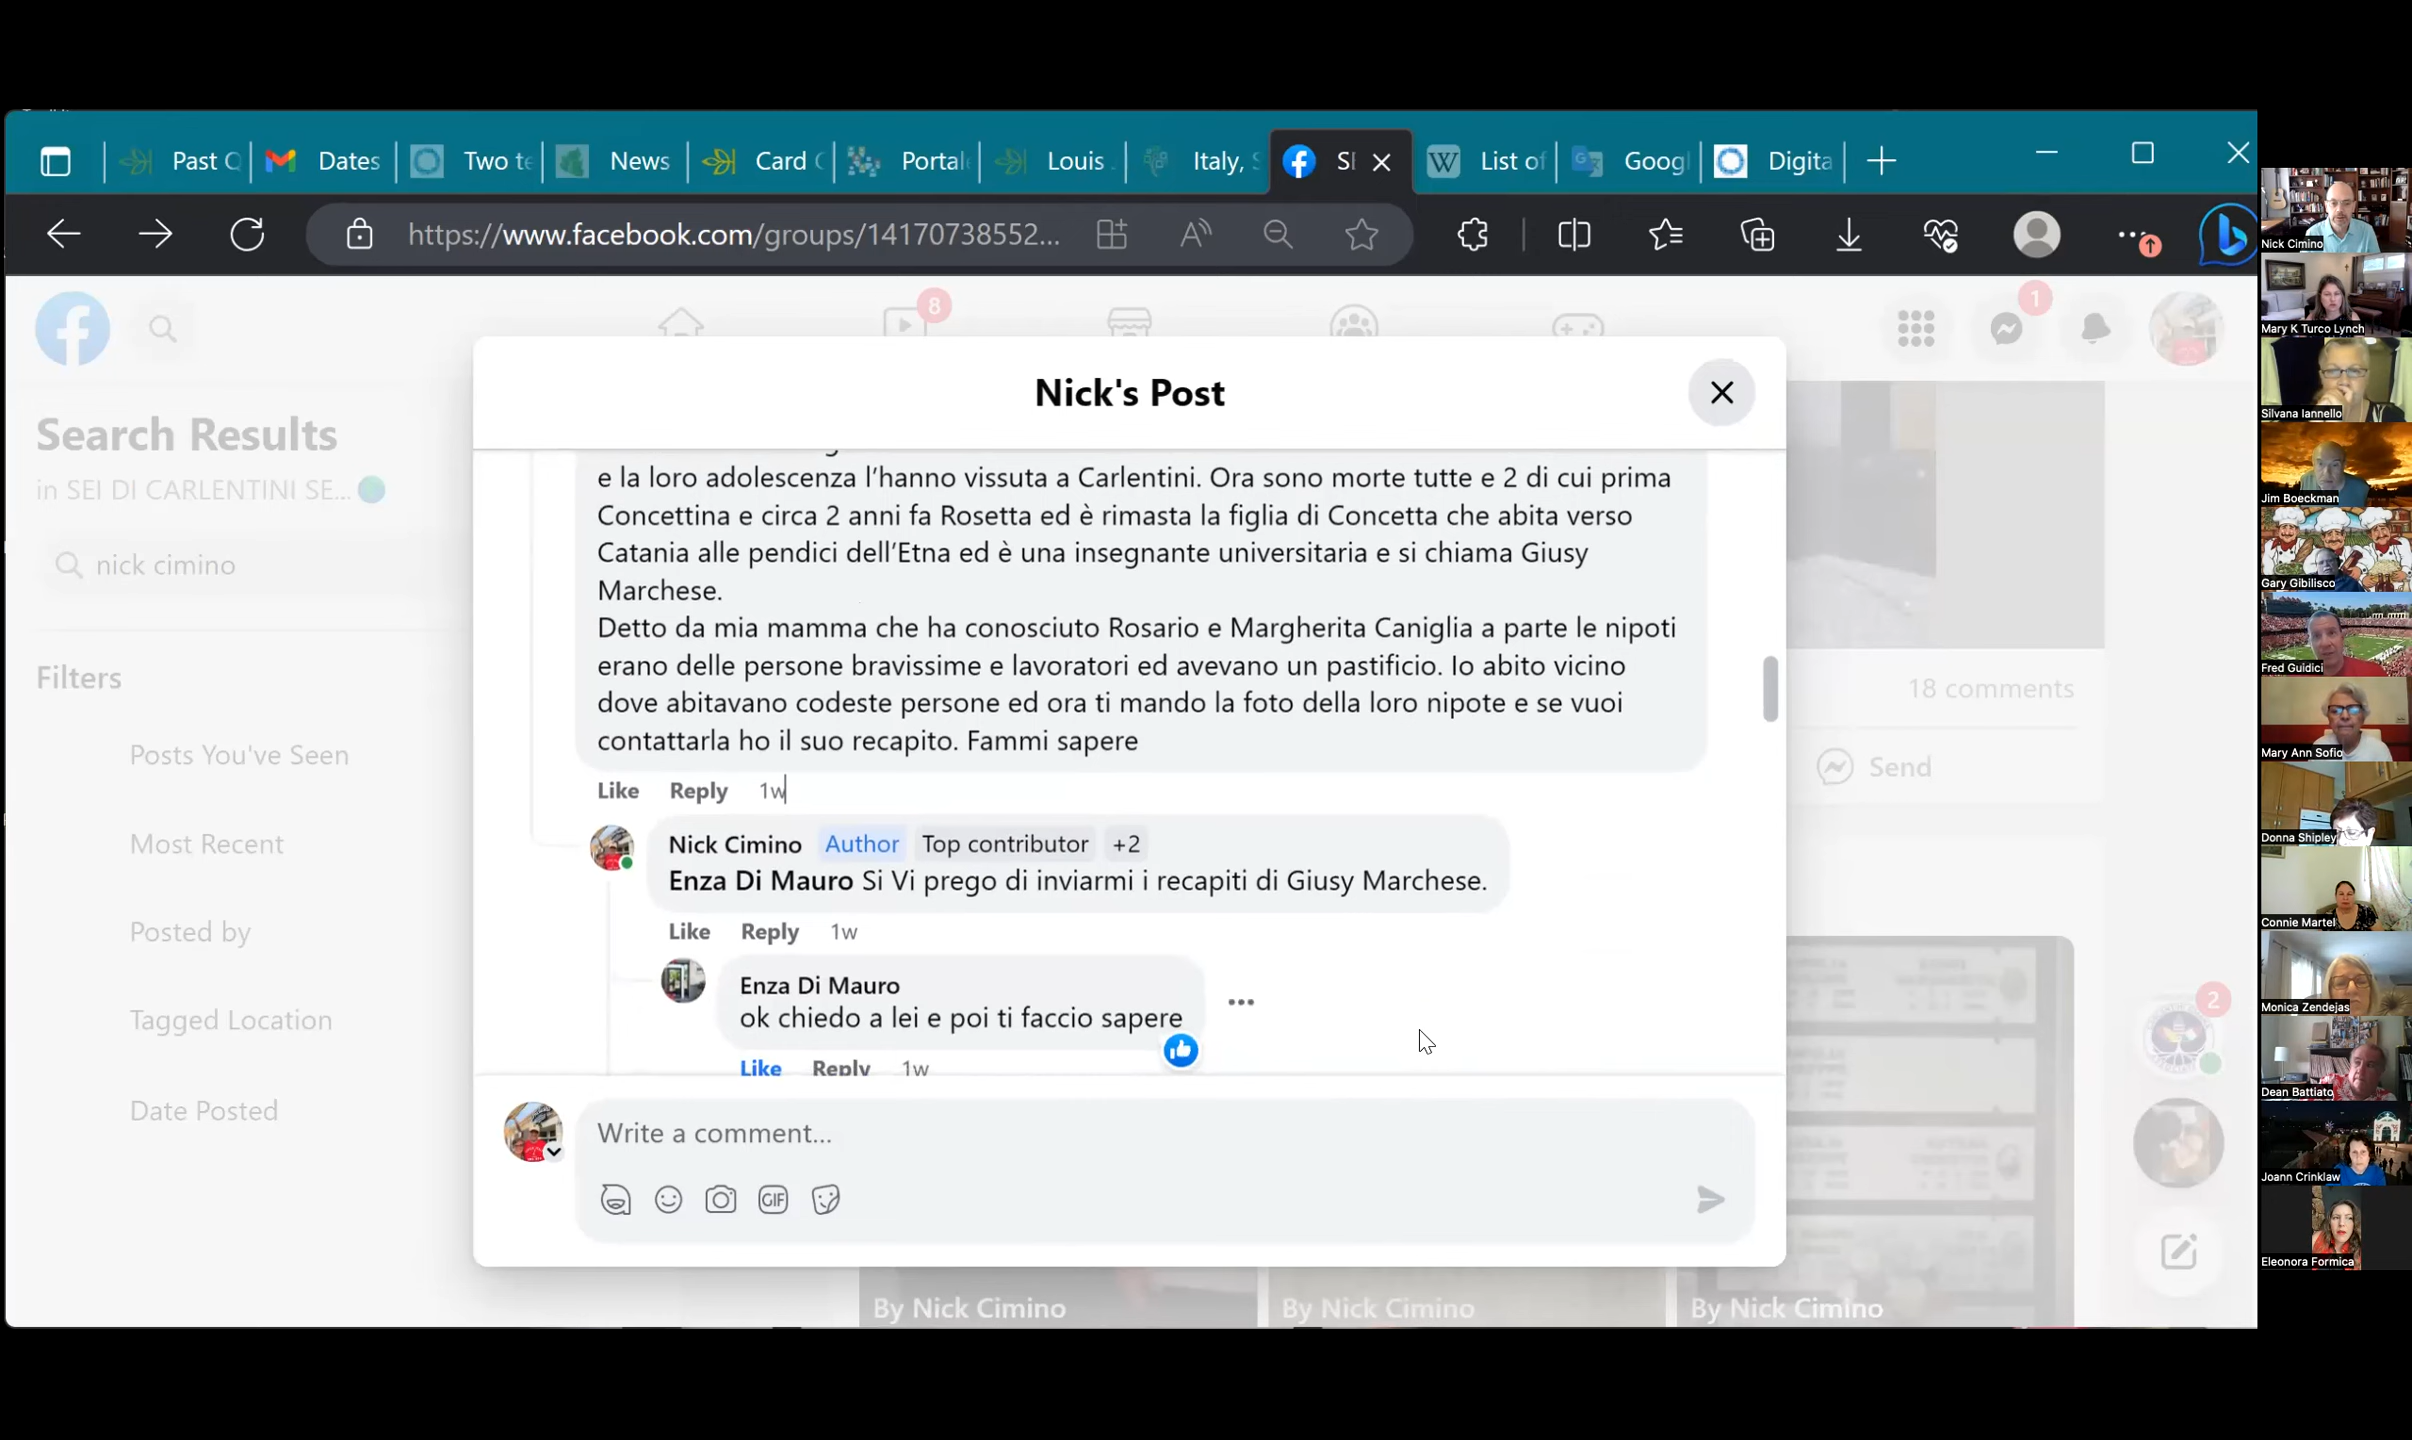 Past Q
Dates
Two te
News
Card
Portal
Louis
Italy, S
SI
List of
Googl
Digita
https://www.facebook.com/groups/14170738552...
8
1
Search Results
in SEI DI CARLENTINI SE...
nick cimino
Filters
Posts You've Seen
Most Recent
Posted by
Tagged Location
Date Posted
Nick's Post
e la loro adolescenza l'hanno vissuta a Carlentini. Ora sono morte tutte e 2 di cui prima
Concettina e circa 2 anni fa Rosetta ed è rimasta la figlia di Concetta che abita verso
Catania alle pendici dell'Etna ed è una insegnante universitaria e si chiama Giusy
Marchese.
Detto da mia mamma che ha conosciuto Rosario e Margherita Caniglia a parte le nipoti
erano delle persone bravissime e lavoratori ed avevano un pastificio. Io abito vicino
dove abitavano codeste persone ed ora ti mando la foto della loro nipote e se vuoi
contattarla ho il suo recapito. Fammi sapere
Like Reply 1w
Nick Cimino Author Top contributor +2
Enza Di Mauro Si Vi prego di inviarmi i recapiti di Giusy Marchese.
Like Reply 1w
Enza Di Mauro
ok chiedo a lei e poi ti faccio sapere
Like Reply 1w
Write a comment...
GIF
18 comments
Send
2
By Nick Cimino
By Nick Cimino
By Nick Cimino
Nick Cimino
Mary K Turco Lynch
Silvana Iannello
Jim Boeckman
Gary Gibilisco
Fred Guidici
Mary Ann Sofio
Donna Shipley
Connie Martel
Monica Zendejas
Dean Battiato
Joann Crinklaw
Eleonora Formica